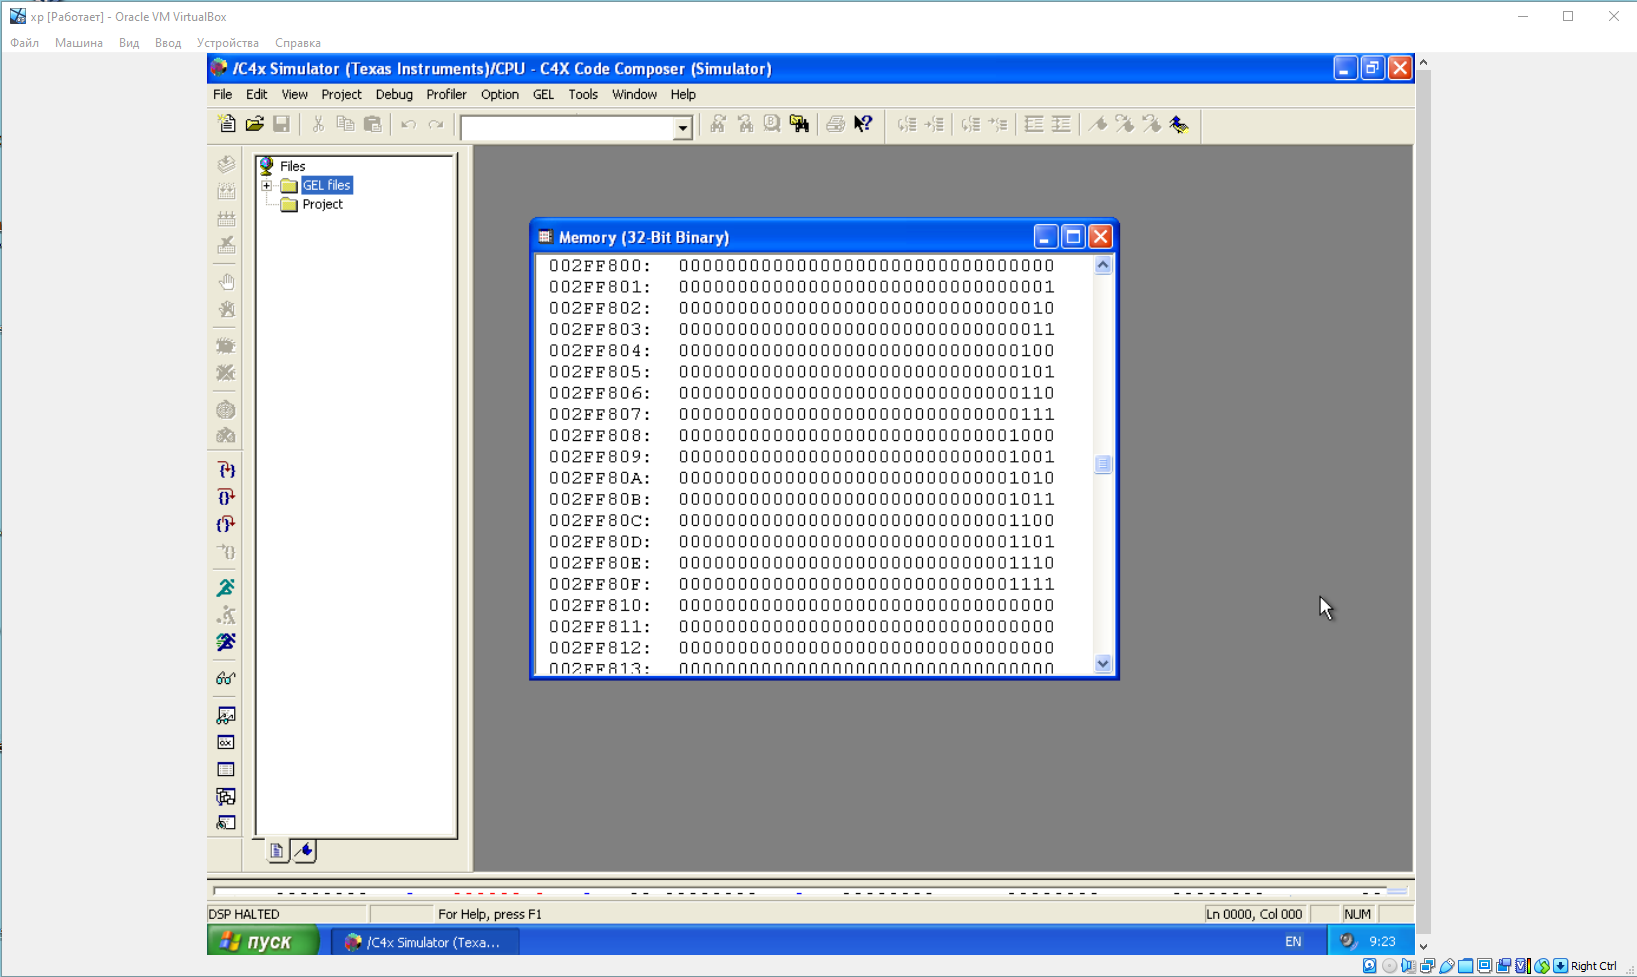 xp [Работает] - Oracle VM VirtualBox
Файл Машина Вид Ввод Устройства Справка
/C4x Simulator (Texas Instruments)/CPU - C4X Code Composer (Simulator)
File Edit View Project Debug Profiler Option GEL Tools Window Help
Files
GEL files
Project
Memory (32-Bit Binary)
002FF800: 00000000000000000000000000000000
002FF801: 00000000000000000000000000000001
002FF802: 00000000000000000000000000000010
002FF803: 00000000000000000000000000000011
002FF804: 00000000000000000000000000000100
002FF805: 00000000000000000000000000000101
002FF806: 00000000000000000000000000000110
002FF807: 00000000000000000000000000000111
002FF808: 00000000000000000000000000001000
002FF809: 00000000000000000000000000001001
002FF80A: 00000000000000000000000000001010
002FF80B: 00000000000000000000000000001011
002FF80C: 00000000000000000000000000001100
002FF80D: 00000000000000000000000000001101
002FF80E: 00000000000000000000000000001110
002FF80F: 00000000000000000000000000001111
002FF810: 00000000000000000000000000000000
002FF811: 00000000000000000000000000000000
002FF812: 00000000000000000000000000000000
002FF813: 00000000000000000000000000000000
DSP HALTED For Help, press F1 Ln 0000, Col 000 NUM
пуск /C4x Simulator (Texa... EN 9:23
Right Ctrl